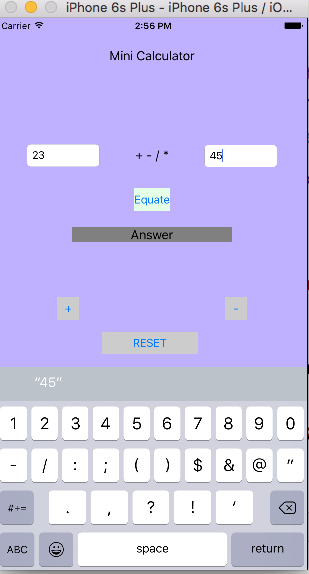 iPhone 6s Plus - iPhone 6s Plus / iO...
Carrier 2:56 PM
Mini Calculator
23 + - / * 45
Equate
Answer
+ -
RESET
“45”
1 2 3 4 5 6 7 8 9 0
- / : ; ( ) $ & @ "
#+= . , ? ! ‘
ABC space return